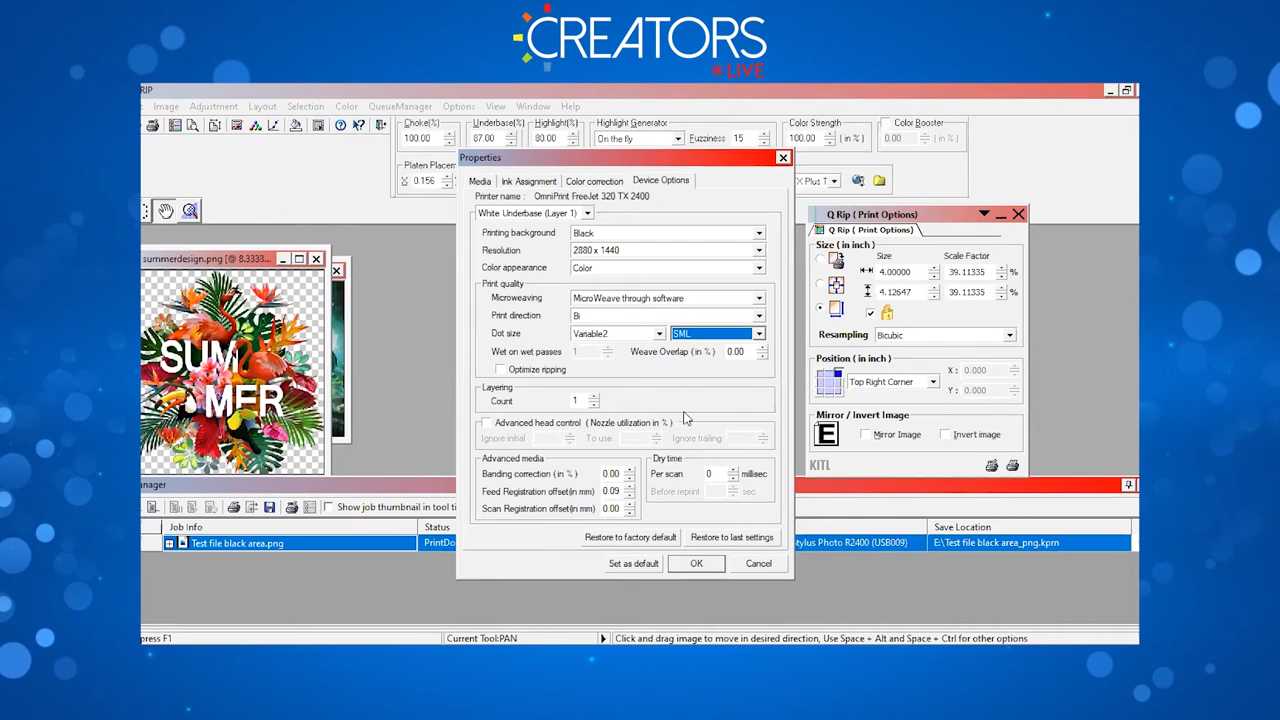 CREATORS
LIVE
RIP
Image Adjustment Layout Selection Color QueueManager Options View Window Help
Choke(%) Underbase(%) Highlight(%) Highlight Generator Color Strength Color Booster
100.00 87.00 80.00 On the fly Fuzziness 15 100.00 ( in % ) 0.00 ( in % )
Platen Placem
X 0.156 X Plus T
Properties
Media Ink Assignment Color correction Device Options
Printer name : OmniPrint FreeJet 320 TX 2400
White Underbase (Layer 1)
Printing background Black
Resolution 2880 x 1440
Color appearance Color
Print quality
Microweaving MicroWeave through software
Print direction Bi
Dot size Variable2 SML
Wet on wet passes 1 Weave Overlap ( in % ) 0.00
Optimize ripping
Layering
Count 1
Advanced head control ( Nozzle utilization in % )
Ignore initial To use Ignore trailing
Advanced media Dry time
Banding correction ( in % ) 0.00 Per scan 0 millisec
Feed Registration offset(in mm) 0.09 Before reprint sec
Scan Registration offset(in mm) 0.00
Restore to factory default Restore to last settings
Set as default OK Cancel
summerdesign.png [@ 8.3333...
SUM
MER
Q Rip ( Print Options)
Q Rip ( Print Options)
Size ( in inch )
Size Scale Factor
4.00000 39.11335 %
4.12647 39.11335 %
Resampling Bicubic
Position ( in inch )
Top Right Corner X : 0.000
Y : 0.000
Mirror / Invert Image
E Mirror Image Invert image
KITL
anager
Show job thumbnail in tool ti
Job Info Status Save Location
Test file black area.png PrintDo tylus Photo R2400 (USB009) E:\Test file black area_png.kpm
press F1 Current Tool:PAN Click and drag image to move in desired direction, Use Space + Alt and Space + Ctrl for other options